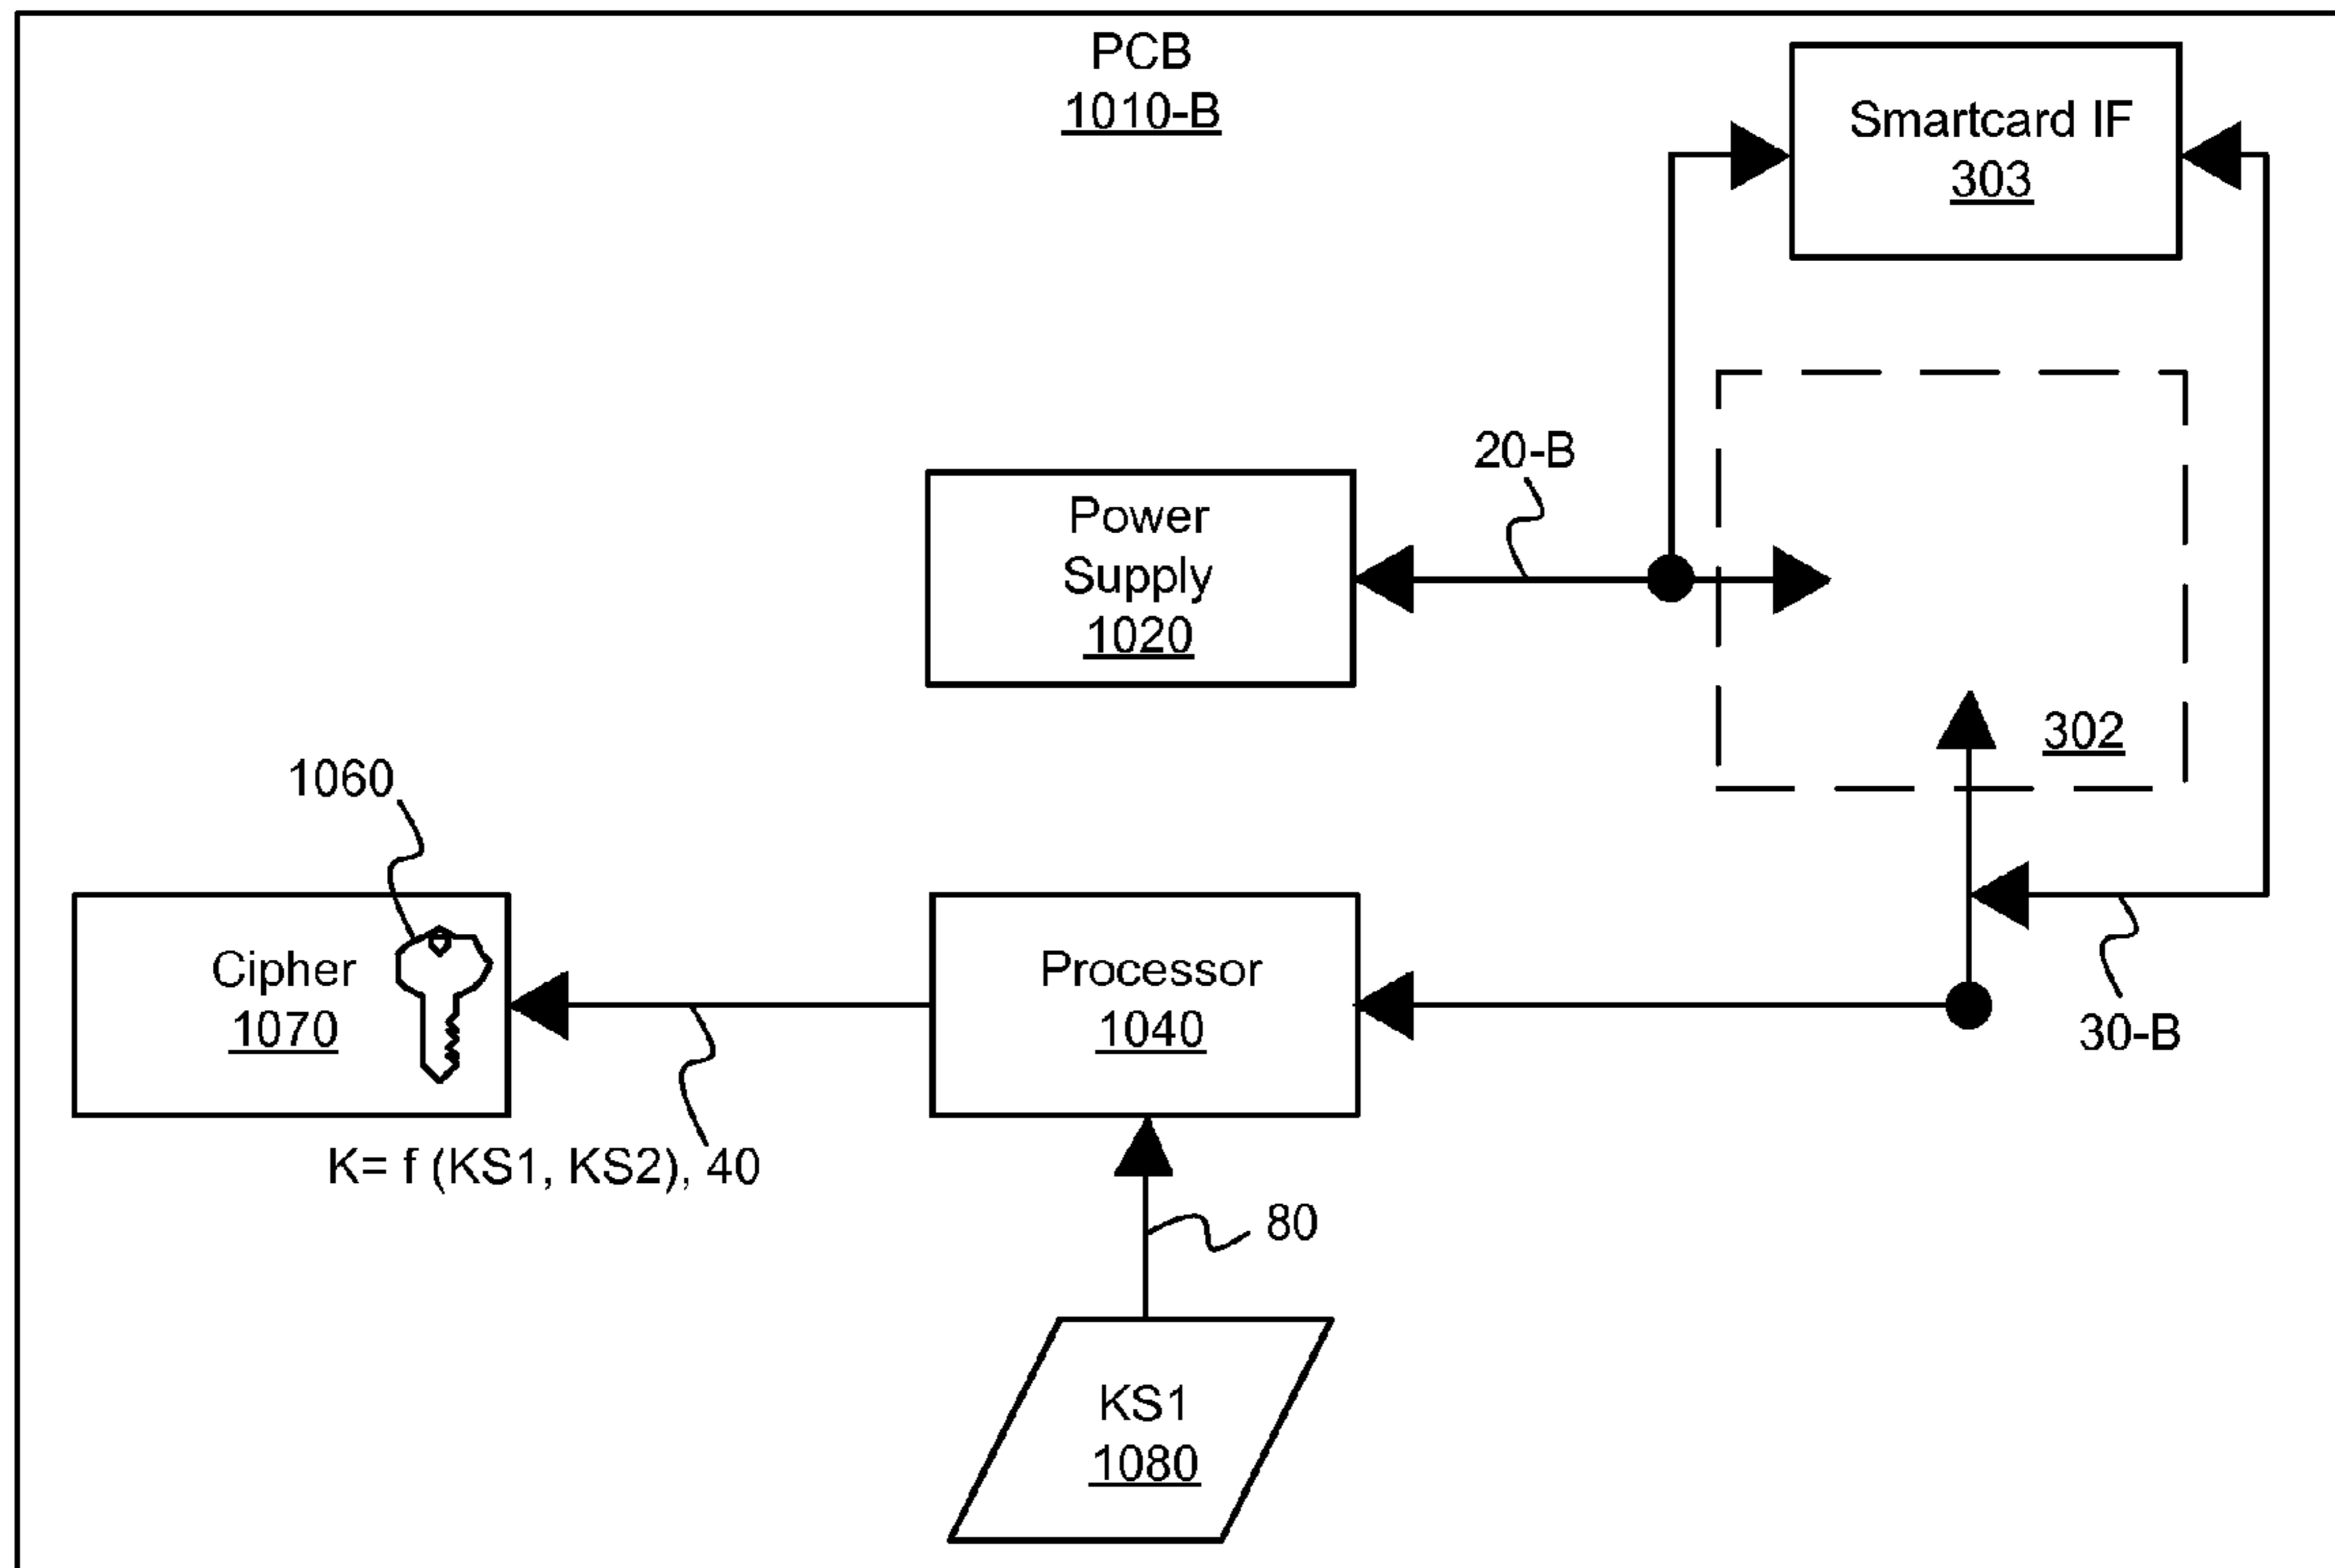 PCB
1010-B
Smartcard IF
303
20-B
Power
Supply
1020
302
1060
Cipher
1070
Processor
1040
30-B
K= f (KS1, KS2), 40
80
KS1
1080